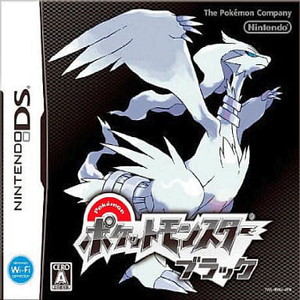 The Pokémon Company
Nintendo
NINTENDO DS
Pokémon
ポケットモンスター
ブラック
Nintendo
Wi-Fi
CERO
A